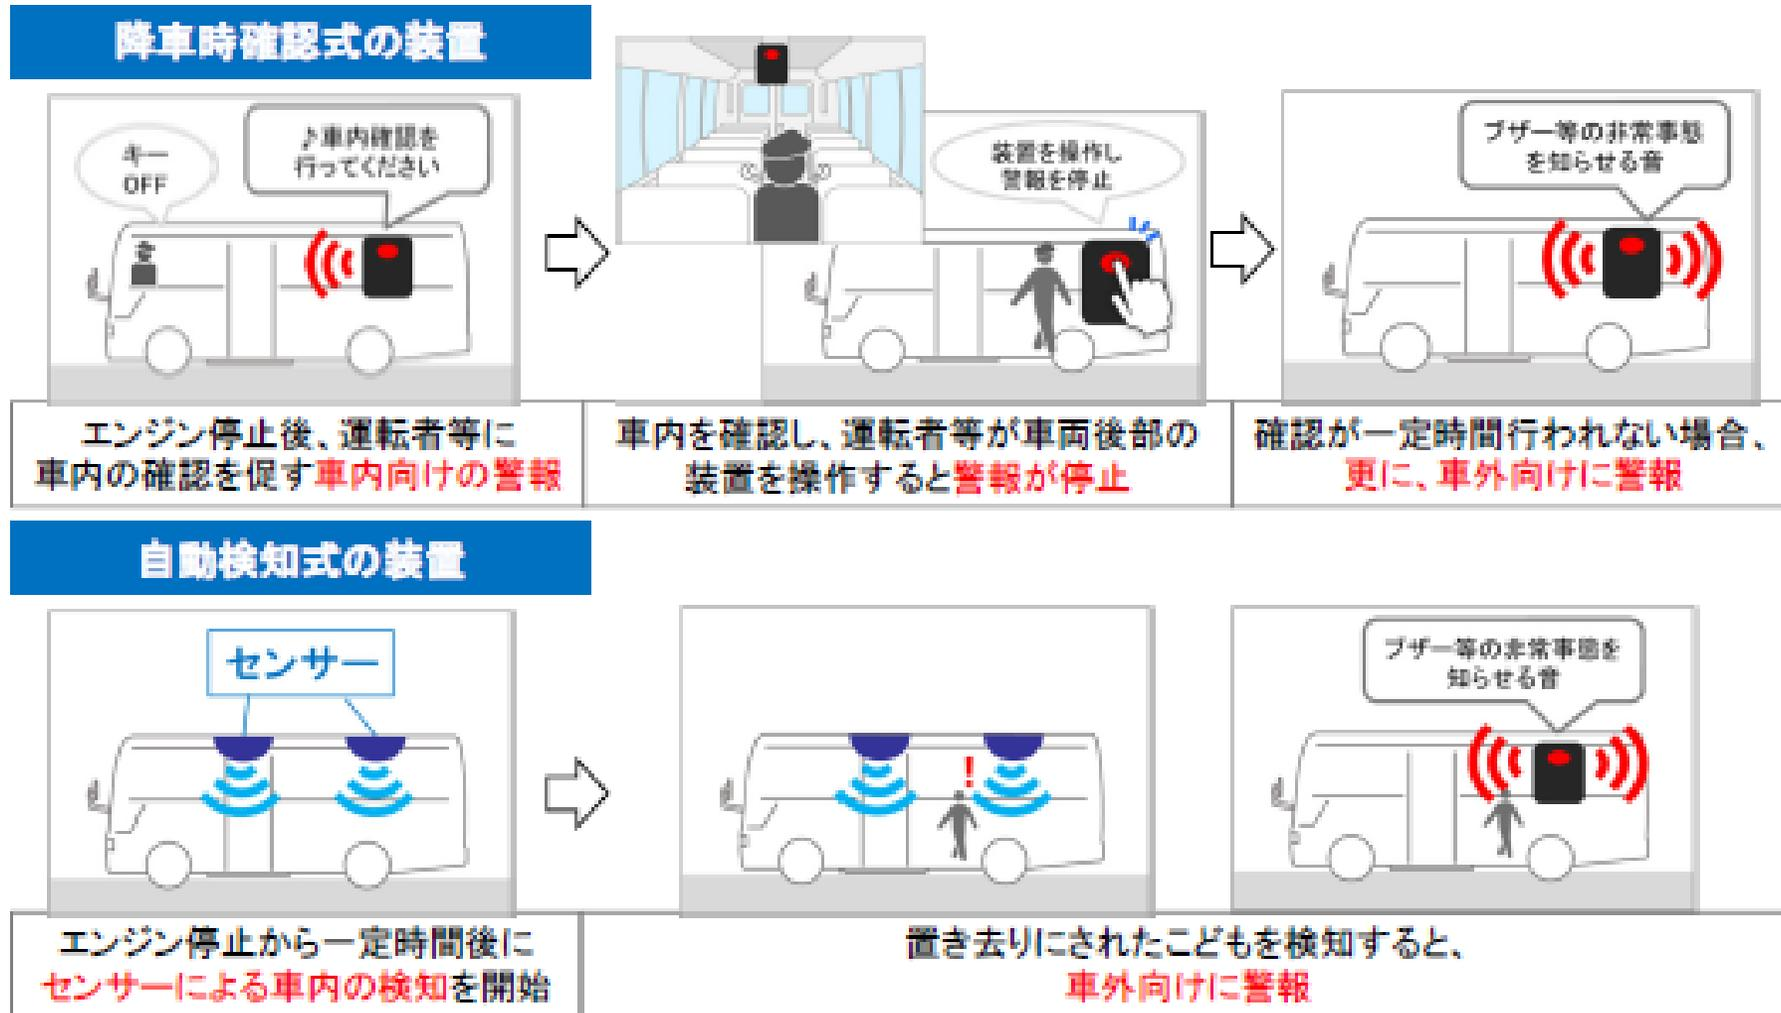 降車時確認式の装置
キー
OFF
♪車内確認を
行ってください
装置を操作し
警報を停止
ブザー等の非常事態
を知らせる音
エンジン停止後、運転者等に
車内の確認を促す車内向けの警報
車内を確認し、運転者等が車両後部の
装置を操作すると警報が停止
確認が一定時間行われない場合、
更に、車外向けに警報
自動検知式の装置
センサー
!
ブザー等の非常事態を
知らせる音
エンジン停止から一定時間後に
センサーによる車内の検知を開始
置き去りにされたこどもを検知すると、
車外向けに警報